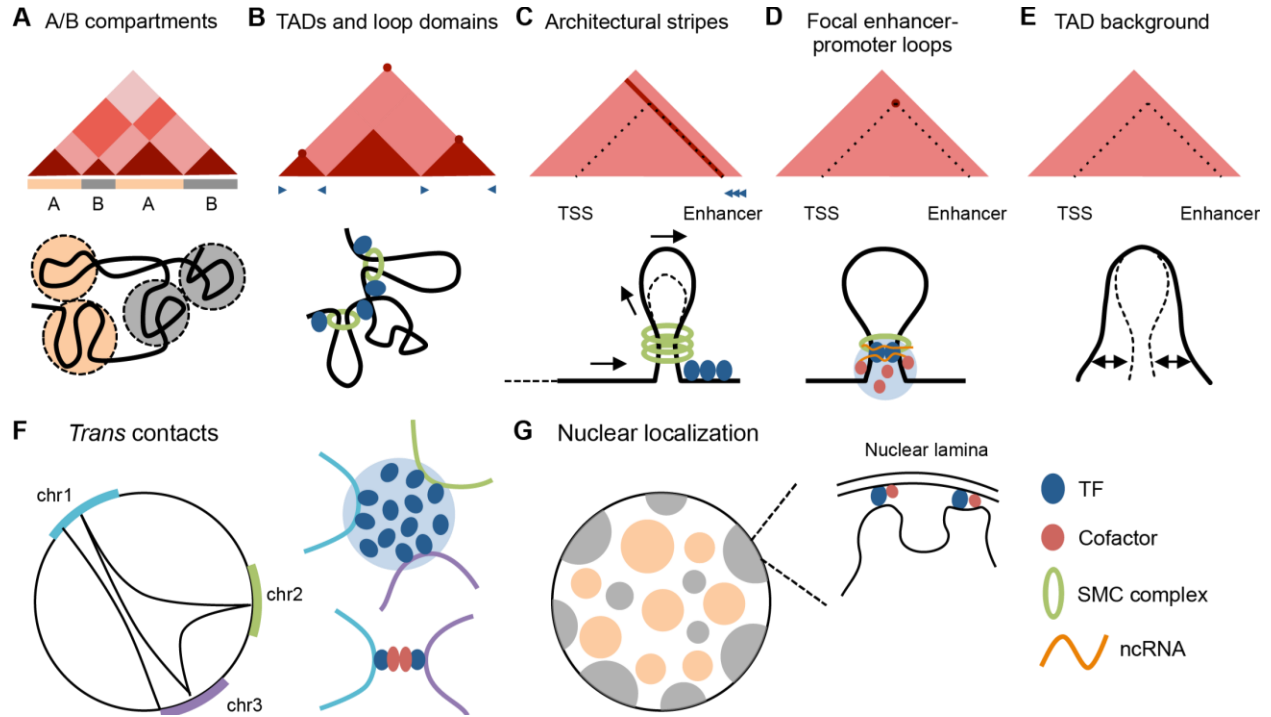 A A/B compartments
B TADs and loop domains
C Architectural stripes
D Focal enhancer-
promoter loops
E TAD background
A B A B
TSS Enhancer
TSS Enhancer
TSS Enhancer
F Trans contacts
chr1
chr2
chr3
G Nuclear localization
Nuclear lamina
TF
Cofactor
SMC complex
ncRNA